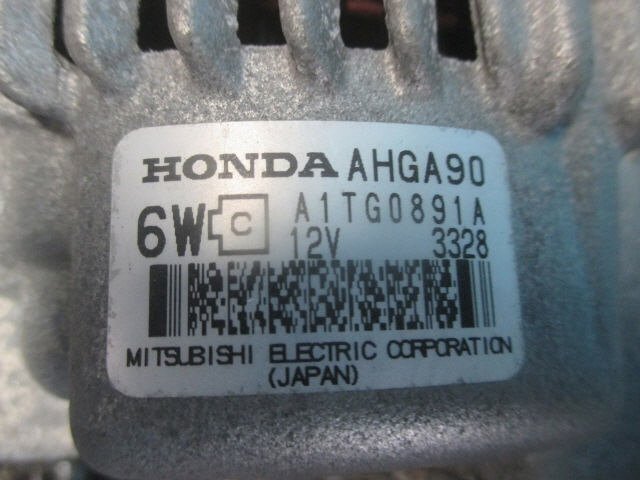 HONDA AHGA90
6W C A1TG0891A
12V 3328
MITSUBISHI ELECTRIC CORPORATION
(JAPAN)